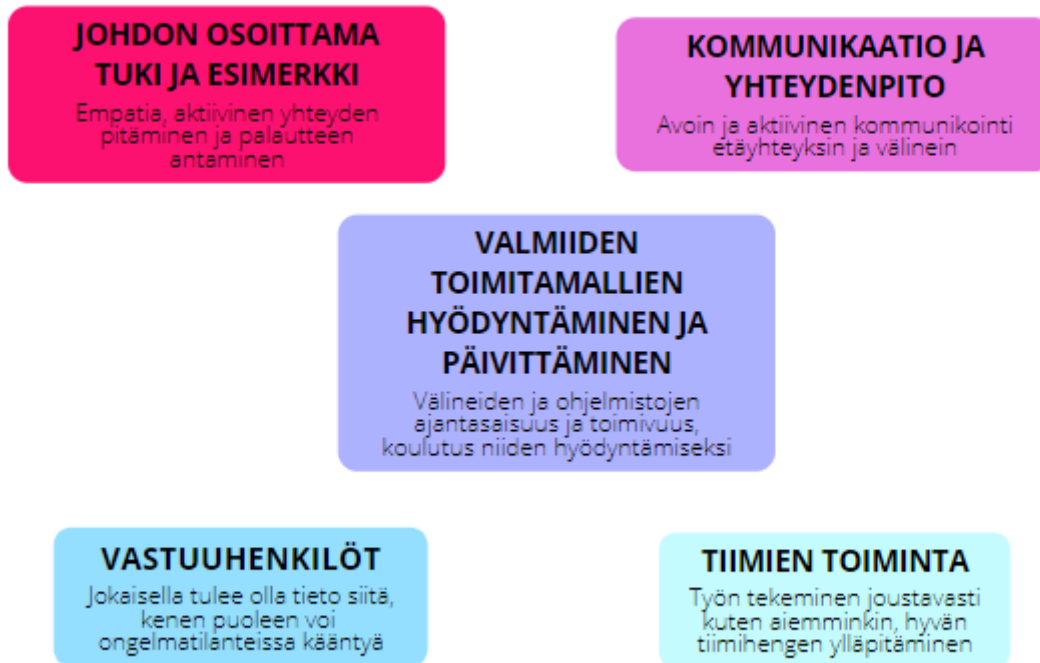 JOHDON OSOITTAMA
TUKI JA ESIMERKKI
Empatia, aktiivinen yhteyden
pitäminen ja palautteen
antaminen
KOMMUNIKAATIO JA
YHTEYDENPITO
Avoin ja aktiivinen kommunikointi
etäyhteyksin ja välinein
VALMIIDEN
TOIMITAMALLIEN
HYÖDYNTÄMINEN JA
PÄIVITTÄMINEN
Välineiden ja ohjelmistojen
ajantasaisuus ja toimivuus,
koulutus niiden hyödyntämiseksi
VASTUUHENKILÖT
Jokaisella tulee olla tieto siitä,
kenen puoleen voi
ongelmatilanteissa kääntyä
TIIMIEN TOIMINTA
Työn tekeminen joustavasti
kuten aiemminkin, hyvän
tiimihengen ylläpitäminen